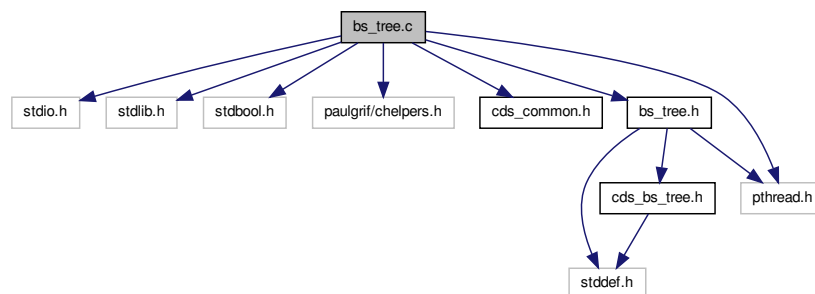 bs_tree.c
stdio.h
stdlib.h
stdbool.h
paulgrif/chelpers.h
cds_common.h
bs_tree.h
cds_bs_tree.h
pthread.h
stddef.h